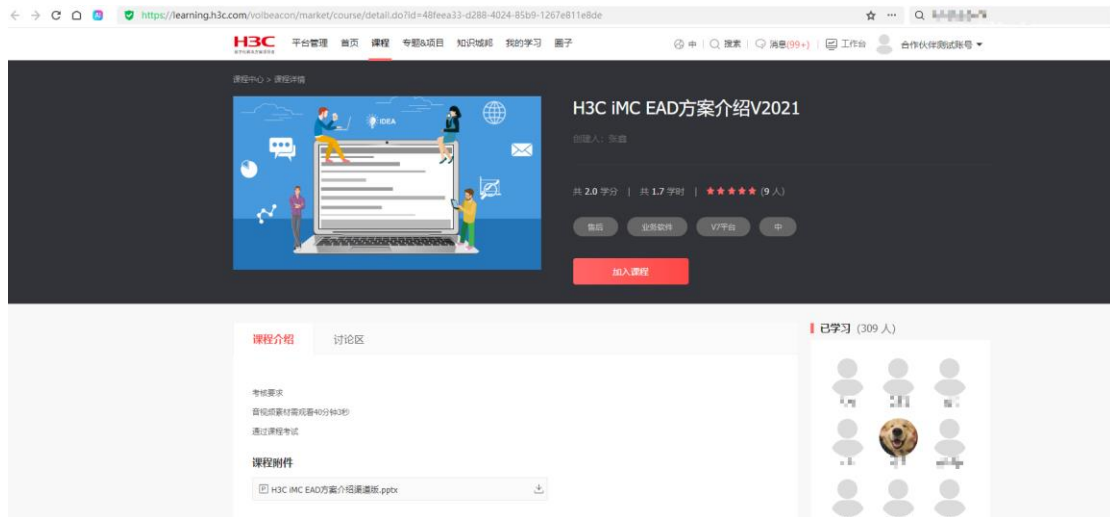 https://learning.h3c.com/volbeacon/market/course/detail.do?id=48feea33-d288-4024-85b9-1267e811e8de
H3C 平台管理 首页 课程 专题&项目 知识城邦 我的学习 圈子 中 搜索 消息(99+) 工作台 合作伙伴测试账号
课程中心 > 课程详情
IDEA
H3C iMC EAD方案介绍V2021
创建人：张鑫
共 2.0 学分 | 共 1.7 学时 | ★★★★★ (9 人)
售后 业务软件 V7平台 中
加入课程
课程介绍 讨论区
已学习 (309 人)
考核要求
音视频素材需观看40分钟3秒
通过课程考试
课程附件
H3C iMC EAD方案介绍渠道版.pptx